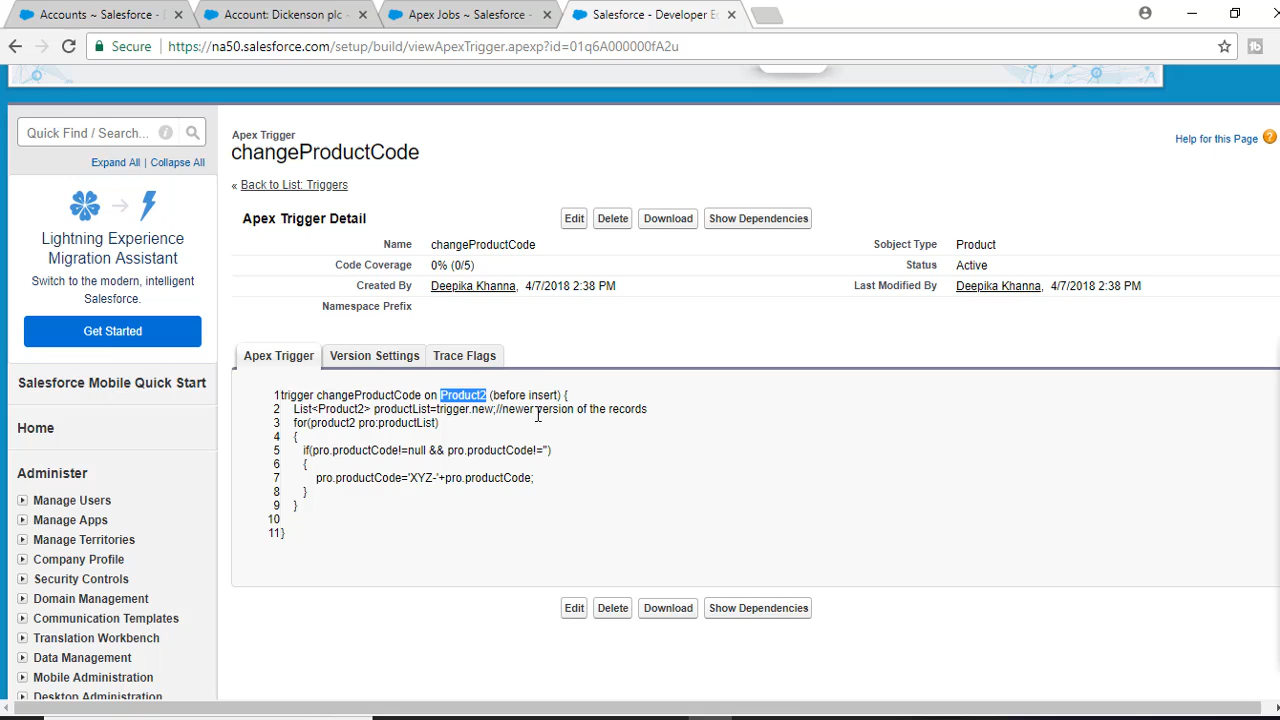 Accounts ~ Salesforce - 
Account: Dickenson plc ~
Apex Jobs ~ Salesforce -
Salesforce - Developer E
Secure
https://na50.salesforce.com/setup/build/viewApexTrigger.apexp?id=01q6A000000fA2u
Quick Find / Search...
Expand All | Collapse All
Lightning Experience
Migration Assistant
Switch to the modern, intelligent
Salesforce.
Get Started
Salesforce Mobile Quick Start
Home
Administer
Manage Users
Manage Apps
Manage Territories
Company Profile
Security Controls
Domain Management
Communication Templates
Translation Workbench
Data Management
Mobile Administration
Desktop Administration
Apex Trigger
changeProductCode
Help for this Page ?
« Back to List: Triggers
Apex Trigger Detail
Edit Delete Download Show Dependencies
Name changeProductCode Sobject Type Product
Code Coverage 0% (0/5) Status Active
Created By Deepika Khanna, 4/7/2018 2:38 PM Last Modified By Deepika Khanna, 4/7/2018 2:38 PM
Namespace Prefix
Apex Trigger Version Settings Trace Flags
1 trigger changeProductCode on Product2 (before insert) {
2 List<Product2> productList=trigger.new;//newer version of the records
3 for(product2 pro:productList)
4 {
5 if(pro.productCode!=null && pro.productCode!='')
6 {
7 pro.productCode='XYZ-'+pro.productCode;
8 }
9 }
10
11 }
Edit Delete Download Show Dependencies